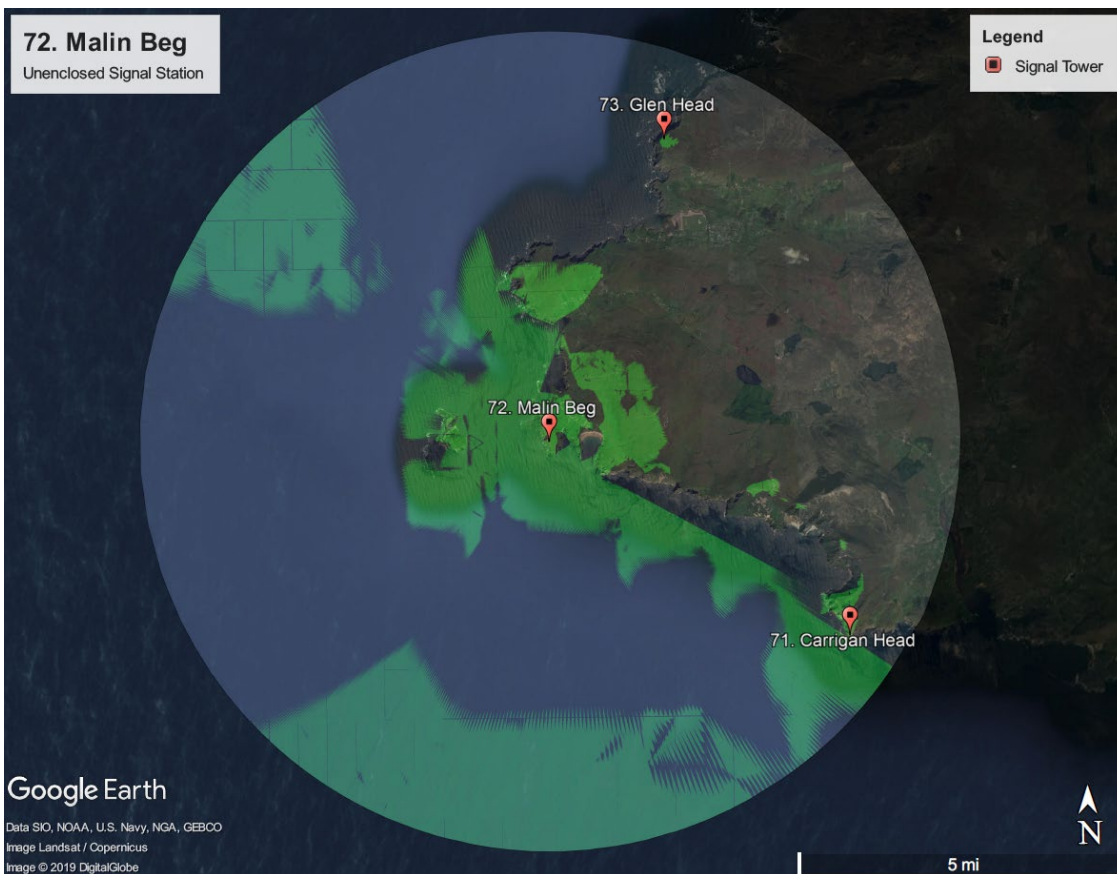 72. Malin Beg
Unenclosed Signal Station
Legend
Signal Tower
73. Glen Head
72. Malin Beg
71. Carrigan Head
Google Earth
Data SIO, NOAA, U.S. Navy, NGA, GEBCO
Image Landsat / Copernicus
Image © 2019 DigitalGlobe
N
5 mi